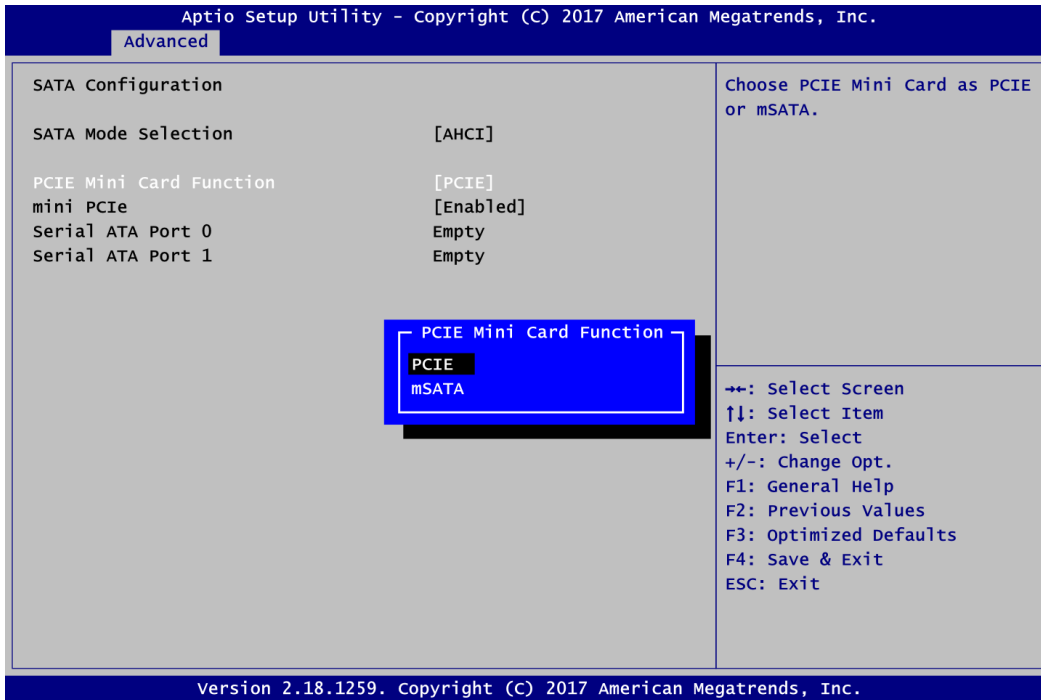 Aptio Setup Utility - Copyright (C) 2017 American Megatrends, Inc.
Advanced
SATA Configuration
SATA Mode Selection [AHCI]
PCIE Mini Card Function [PCIE]
mini PCIe [Enabled]
Serial ATA Port 0 Empty
Serial ATA Port 1 Empty
PCIE Mini Card Function
PCIE
mSATA
Choose PCIE Mini Card as PCIE
or mSATA.
→←: Select Screen
↑↓: Select Item
Enter: Select
+/-: Change Opt.
F1: General Help
F2: Previous Values
F3: Optimized Defaults
F4: Save & Exit
ESC: Exit
Version 2.18.1259. Copyright (C) 2017 American Megatrends, Inc.